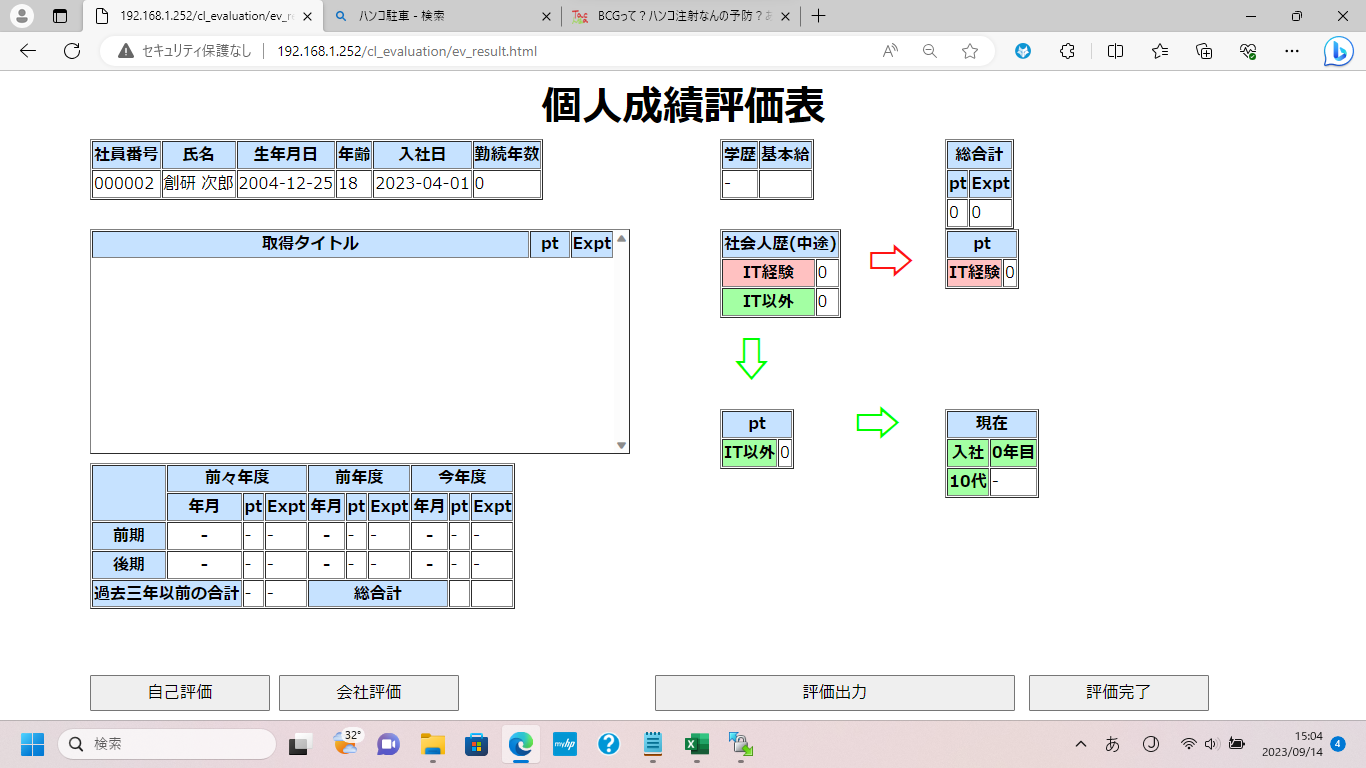 192.168.1.252/cl_evaluation/ev_re
ハンコ駐車 - 検索
BCGって？ハンコ注射なんの予防？あ
セキュリティ保護なし
192.168.1.252/cl_evaluation/ev_result.html
個人成績評価表
社員番号 氏名 生年月日 年齢 入社日 勤続年数
000002 創研 次郎 2004-12-25 18 2023-04-01 0
学歴 基本給
-
総合計
pt Expt
0 0
取得タイトル pt Expt
社会人歴(中途)
IT経験 0
IT以外 0
pt
IT経験 0
pt
IT以外 0
現在
入社 0年目
10代 -
前々年度 前年度 今年度
年月 pt Expt 年月 pt Expt 年月 pt Expt
前期 - - - - - - - - -
後期 - - - - - - - - -
過去三年以前の合計 - - 総合計
自己評価 会社評価 評価出力 評価完了
検索
32°
myhp
あ
15:04
2023/09/14
4